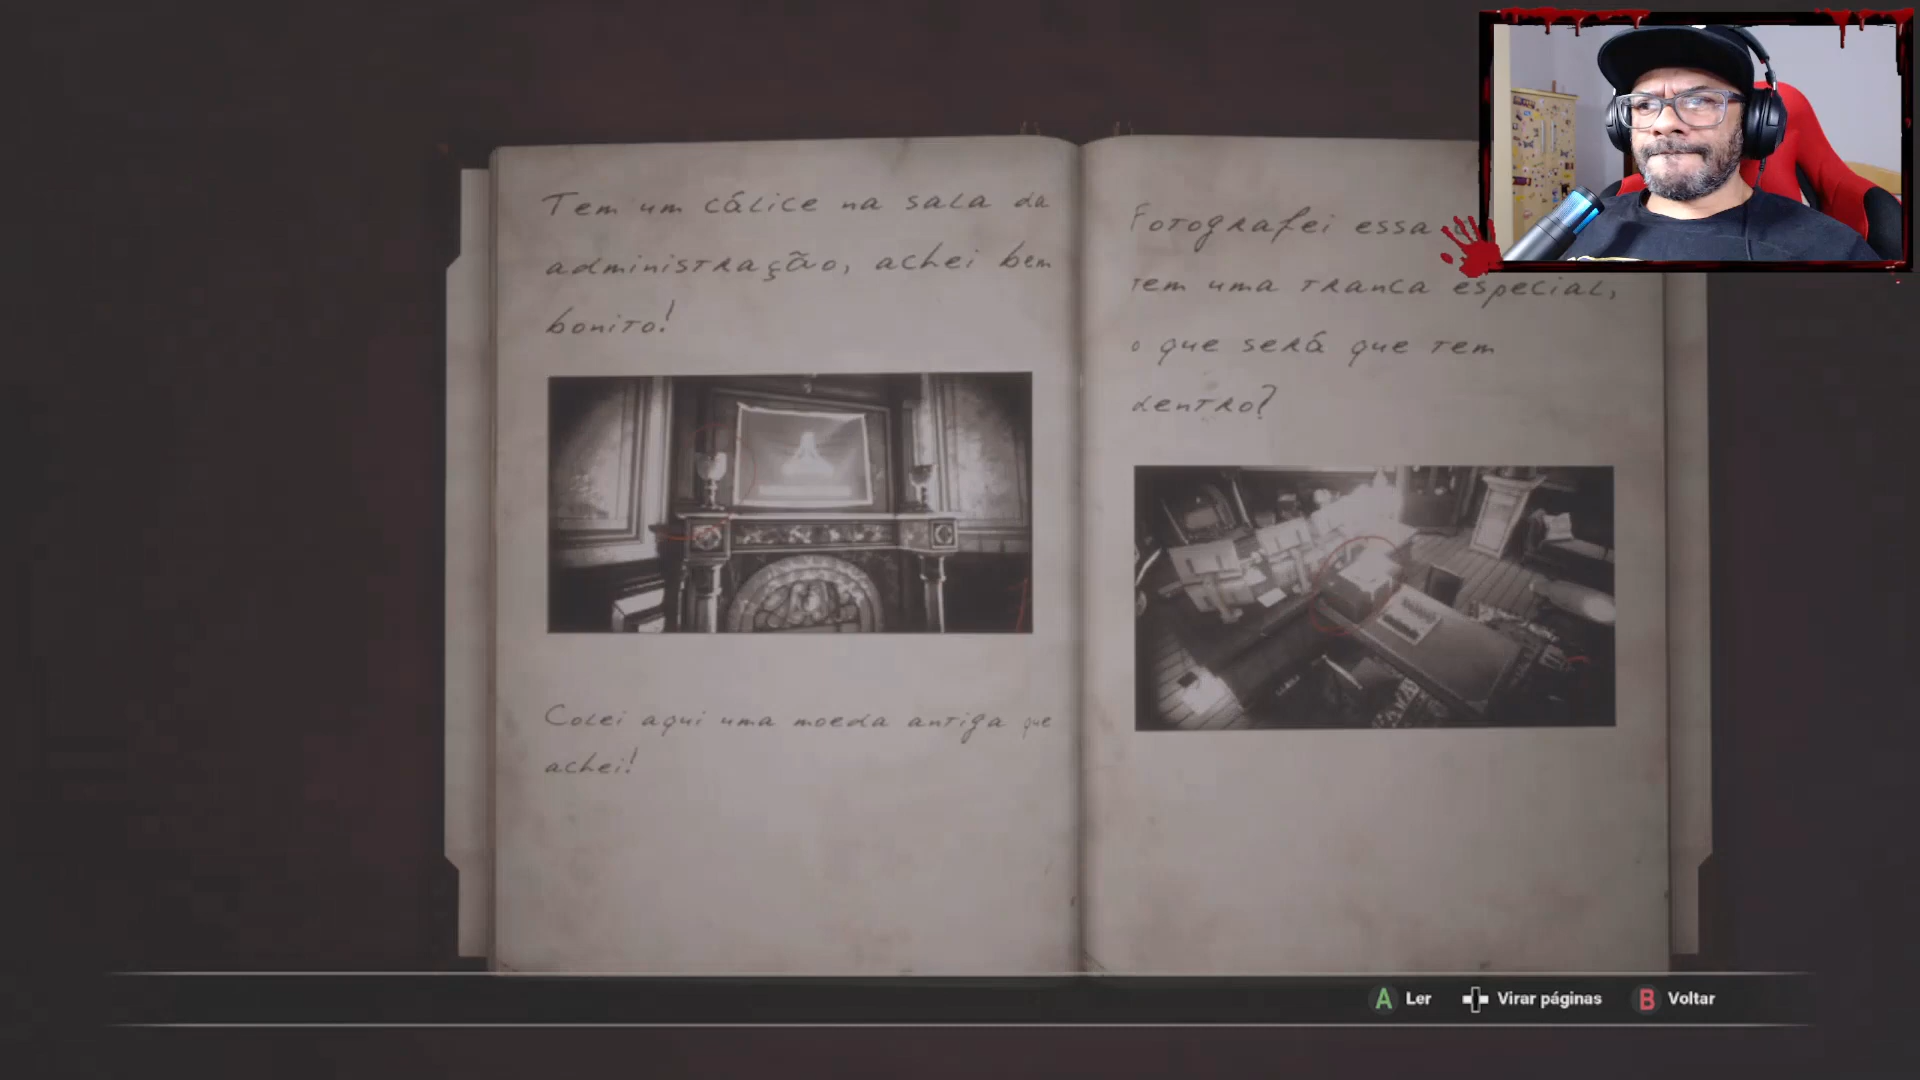 Tem um cálice na sala da
administração, achei bem
bonito!
Colei aqui uma moeda antiga que
achei!
Fotografei essa
tem uma tranca especial,
o que será que tem
dentro?
A Ler
Virar páginas
B Voltar